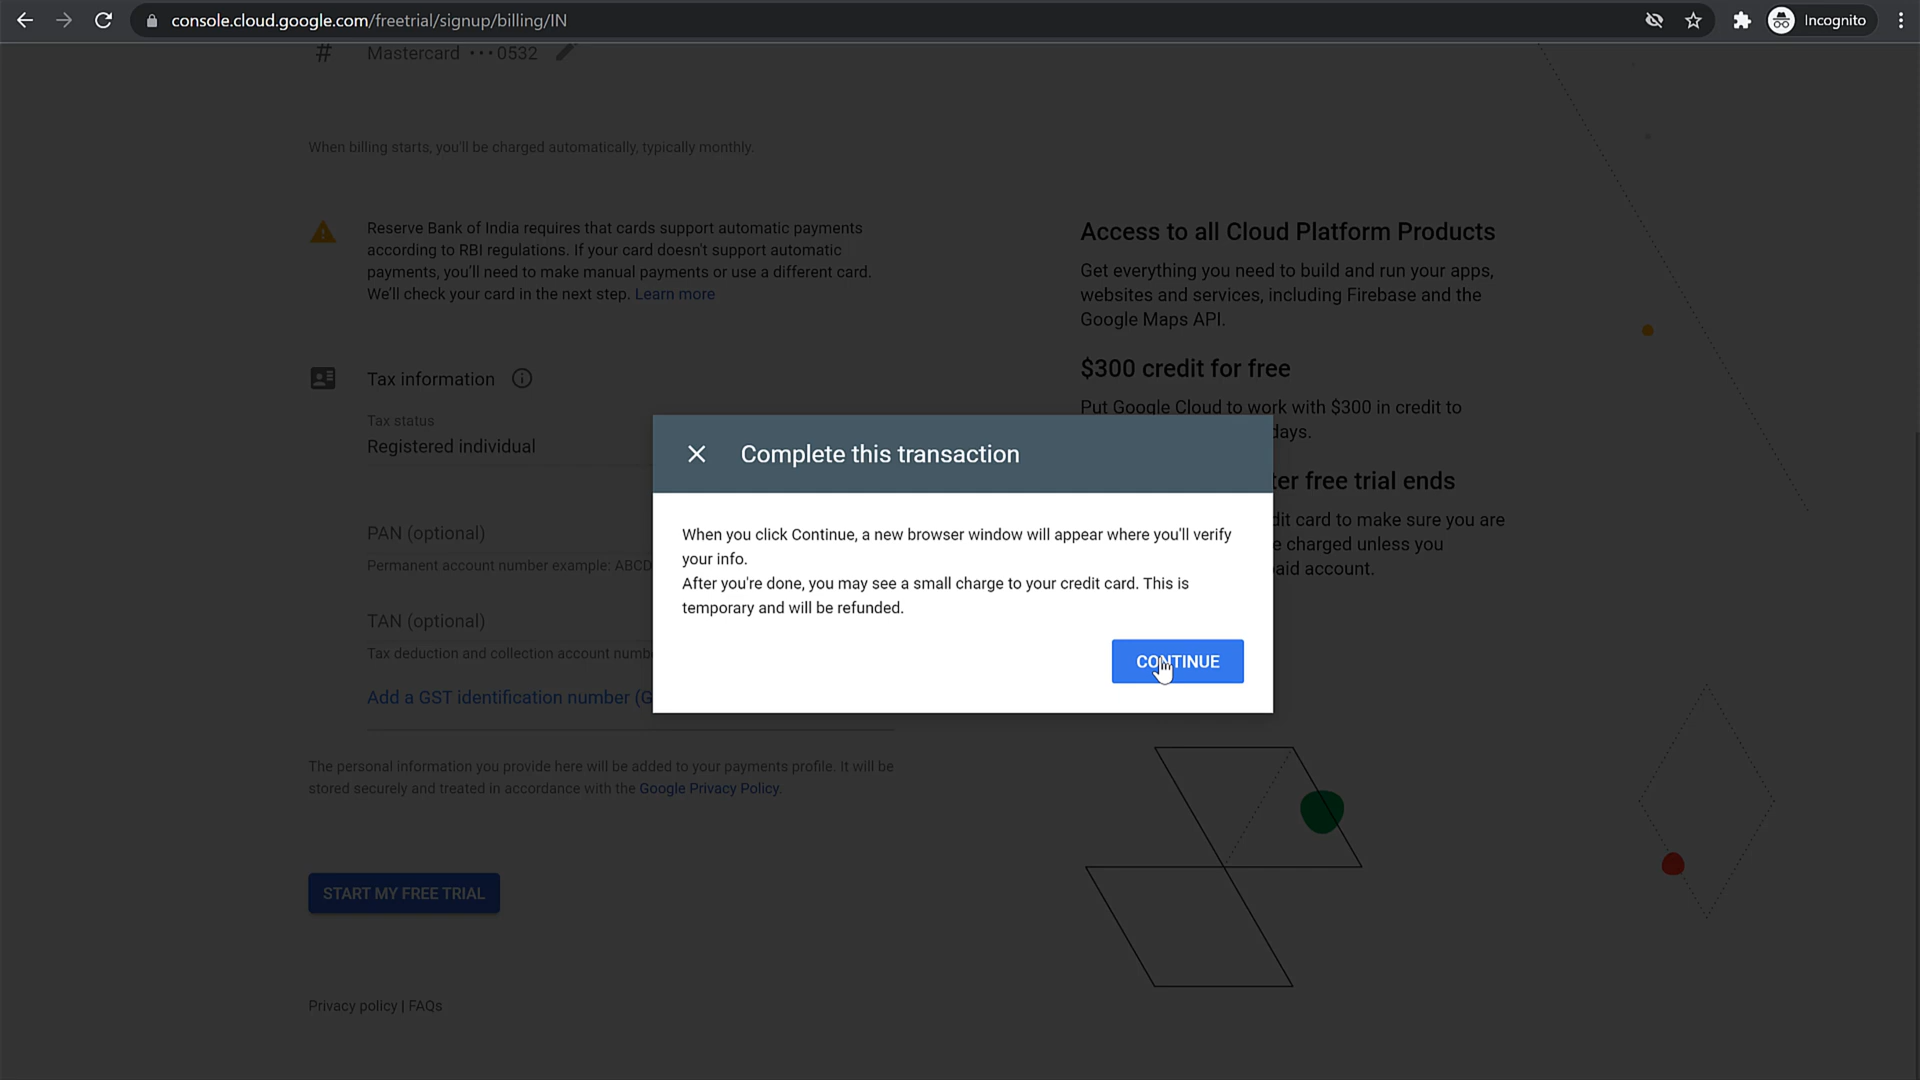 console.cloud.google.com/freetrial/signup/billing/IN
Incognito
# Mastercard •••0532
When billing starts, you'll be charged automatically, typically monthly.
Reserve Bank of India requires that cards support automatic payments
according to RBI regulations. If your card doesn't support automatic
payments, you'll need to make manual payments or use a different card.
We'll check your card in the next step. Learn more
Tax information
Tax status
Registered individual
PAN (optional)
Permanent account number example: ABCD
TAN (optional)
Tax deduction and collection account numb
Add a GST identification number (G
The personal information you provide here will be added to your payments profile. It will be
stored securely and treated in accordance with the Google Privacy Policy.
START MY FREE TRIAL
Privacy policy | FAQs
Access to all Cloud Platform Products
Get everything you need to build and run your apps,
websites and services, including Firebase and the
Google Maps API.
$300 credit for free
Put Google Cloud to work with $300 in credit to
days.
ter free trial ends
dit card to make sure you are
e charged unless you
aid account.
Complete this transaction
When you click Continue, a new browser window will appear where you'll verify
your info.
After you're done, you may see a small charge to your credit card. This is
temporary and will be refunded.
CONTINUE